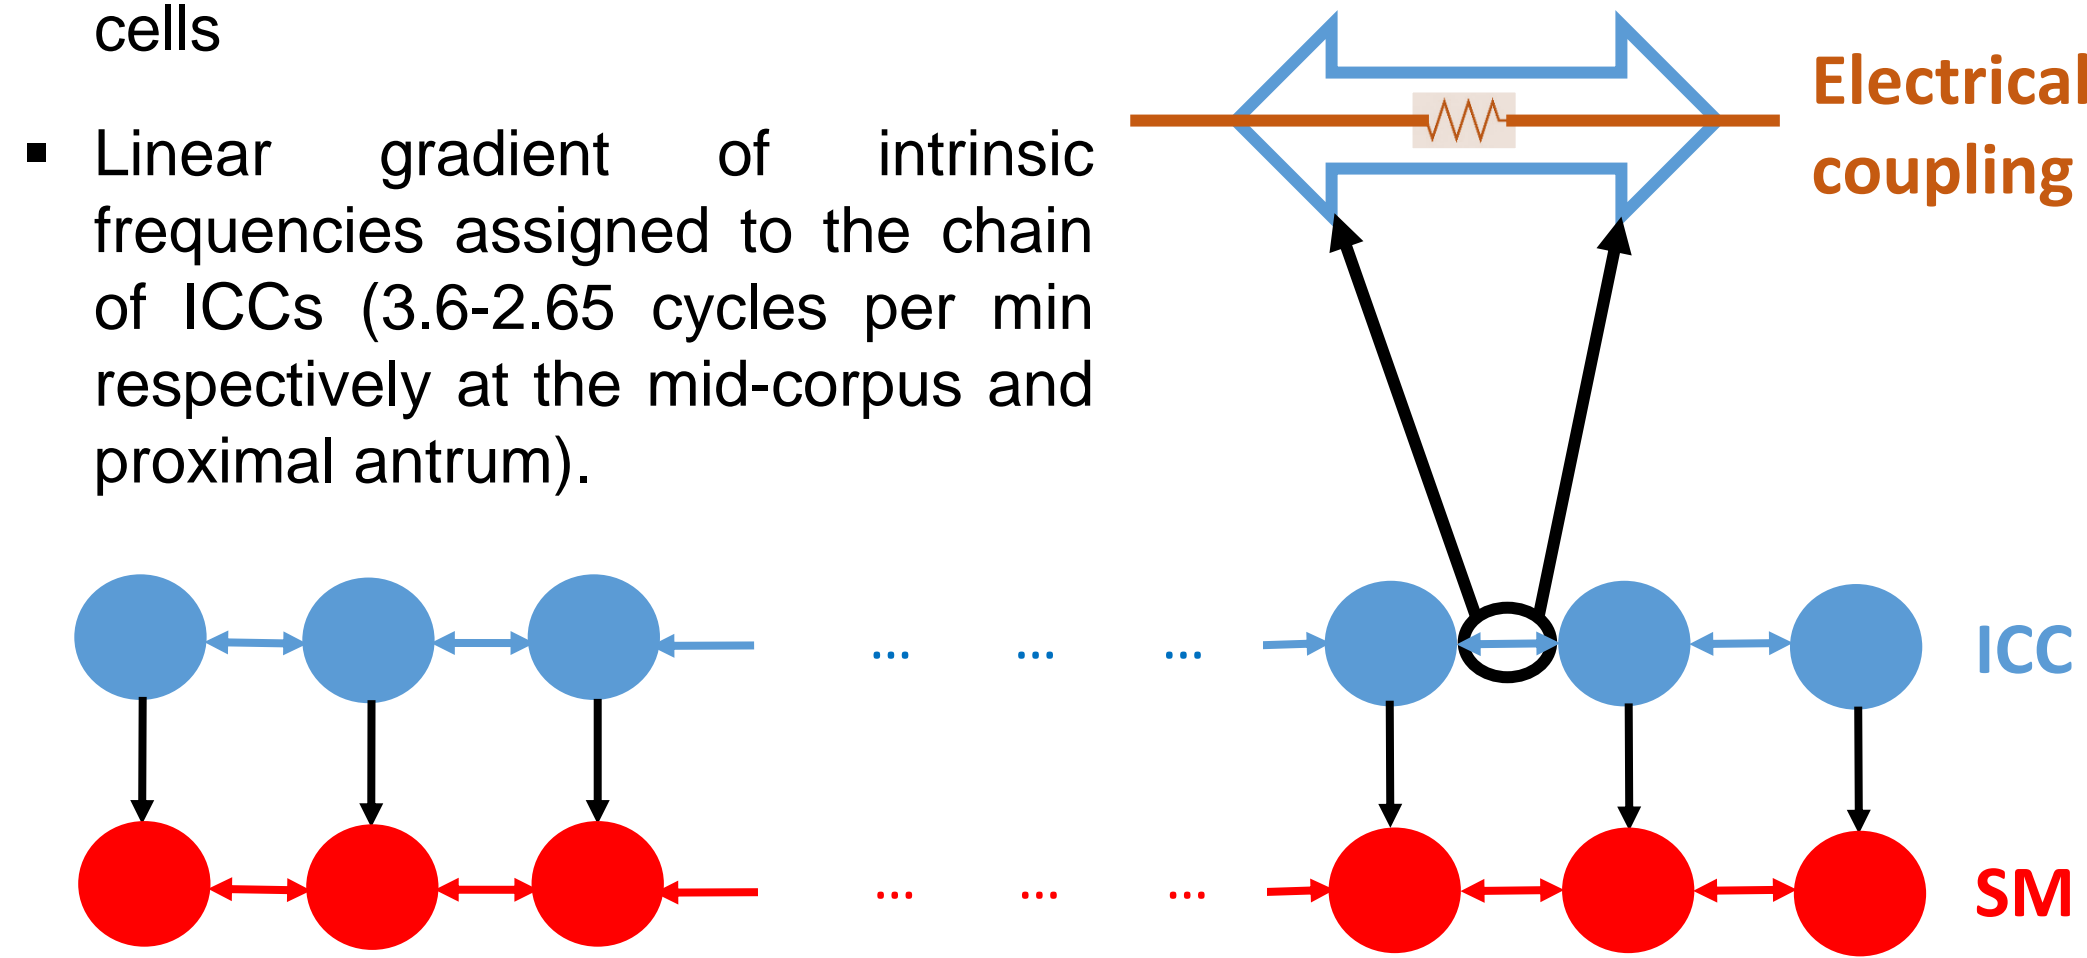 cells
▪ Linear gradient of intrinsic
frequencies assigned to the chain
of ICCs (3.6-2.65 cycles per min
respectively at the mid-corpus and
proximal antrum).
Electrical
coupling
... ... ...
ICC
... ... ...
SM